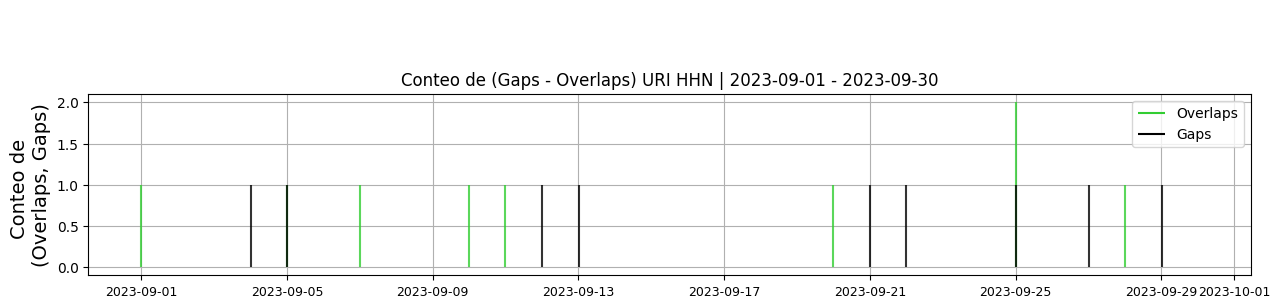 Conteo de (Gaps - Overlaps) URI HHN | 2023-09-01 - 2023-09-30
Conteo de
(Overlaps, Gaps)
2.0
1.5
1.0
0.5
0.0
Overlaps
Gaps
2023-09-01
2023-09-05
2023-09-09
2023-09-13
2023-09-17
2023-09-21
2023-09-25
2023-09-29
2023-10-01